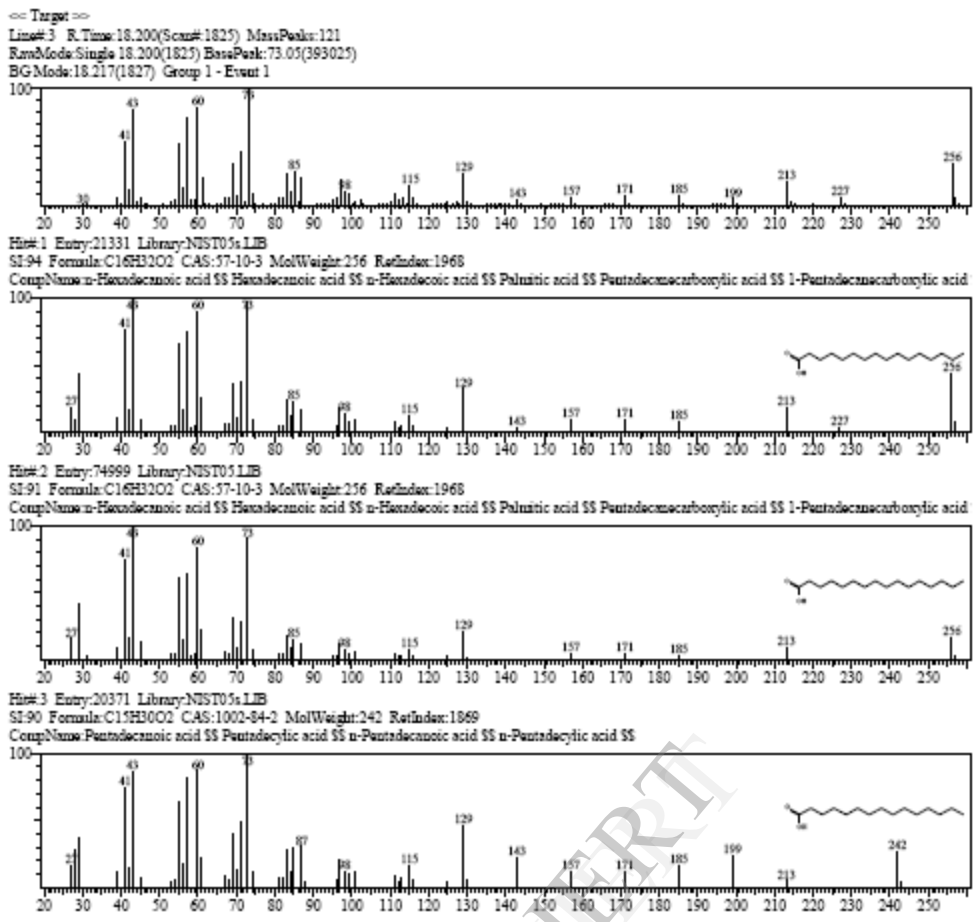 << Target >>
Line#:3 R.Time:18.200(Scan#:1825) MassPeaks:121
RawMode:Single 18.200(1825) BasePeak:73.05(393025)
BG Mode:18.217(1827) Group 1 - Event 1
100
30 41 43 60 73 85 98 115 129 143 157 171 185 199 213 227 256
20 30 40 50 60 70 80 90 100 110 120 130 140 150 160 170 180 190 200 210 220 230 240 250
Hit#:1 Entry:21331 Library:NIST05s.LIB
SI:94 Formula:C16H32O2 CAS:57-10-3 MolWeight:256 RetIndex:1968
CompName:n-Hexadecanoic acid $$ Hexadecanoic acid $$ n-Hexadecoic acid $$ Palmitic acid $$ Pentadecanecarboxylic acid $$ 1-Pentadecanecarboxylic acid
100
27 41 43 60 73 85 98 115 129 143 157 171 185 213 227 256
O
OH
20 30 40 50 60 70 80 90 100 110 120 130 140 150 160 170 180 190 200 210 220 230 240 250
Hit#:2 Entry:74999 Library:NIST05.LIB
SI:91 Formula:C16H32O2 CAS:57-10-3 MolWeight:256 RetIndex:1968
CompName:n-Hexadecanoic acid $$ Hexadecanoic acid $$ n-Hexadecoic acid $$ Palmitic acid $$ Pentadecanecarboxylic acid $$ 1-Pentadecanecarboxylic acid
100
27 41 43 60 73 85 98 115 129 157 171 185 213 256
O
OH
20 30 40 50 60 70 80 90 100 110 120 130 140 150 160 170 180 190 200 210 220 230 240 250
Hit#:3 Entry:20371 Library:NIST05s.LIB
SI:90 Formula:C15H30O2 CAS:1002-84-2 MolWeight:242 RetIndex:1869
CompName:Pentadecanoic acid $$ Pentadecylic acid $$ n-Pentadecanoic acid $$ n-Pentadecylic acid $$
100
27 41 43 60 73 87 98 115 129 143 157 171 185 199 213 242
O
OH
20 30 40 50 60 70 80 90 100 110 120 130 140 150 160 170 180 190 200 210 220 230 240 250